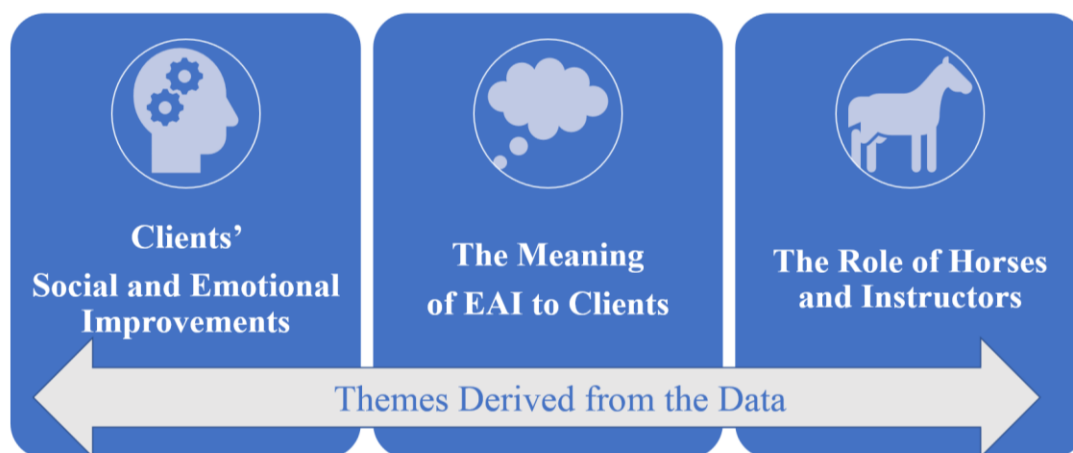 Clients’
Social and Emotional
Improvements
The Meaning
of EAI to Clients
The Role of Horses
and Instructors
Themes Derived from the Data